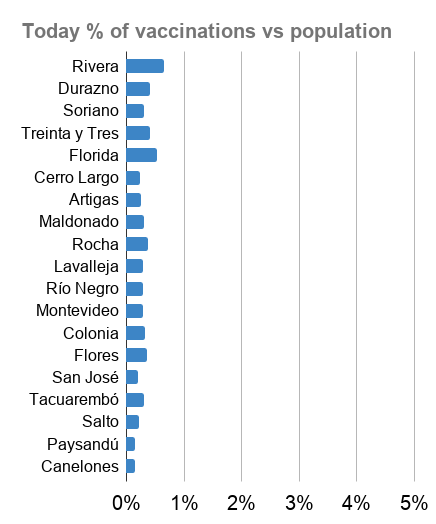 Today % of vaccinations vs population
Rivera
Durazno
Soriano
Treinta y Tres
Florida
Cerro Largo
Artigas
Maldonado
Rocha
Lavalleja
Río Negro
Montevideo
Colonia
Flores
San José
Tacuarembó
Salto
Paysandú
Canelones
0% 1% 2% 3% 4% 5%